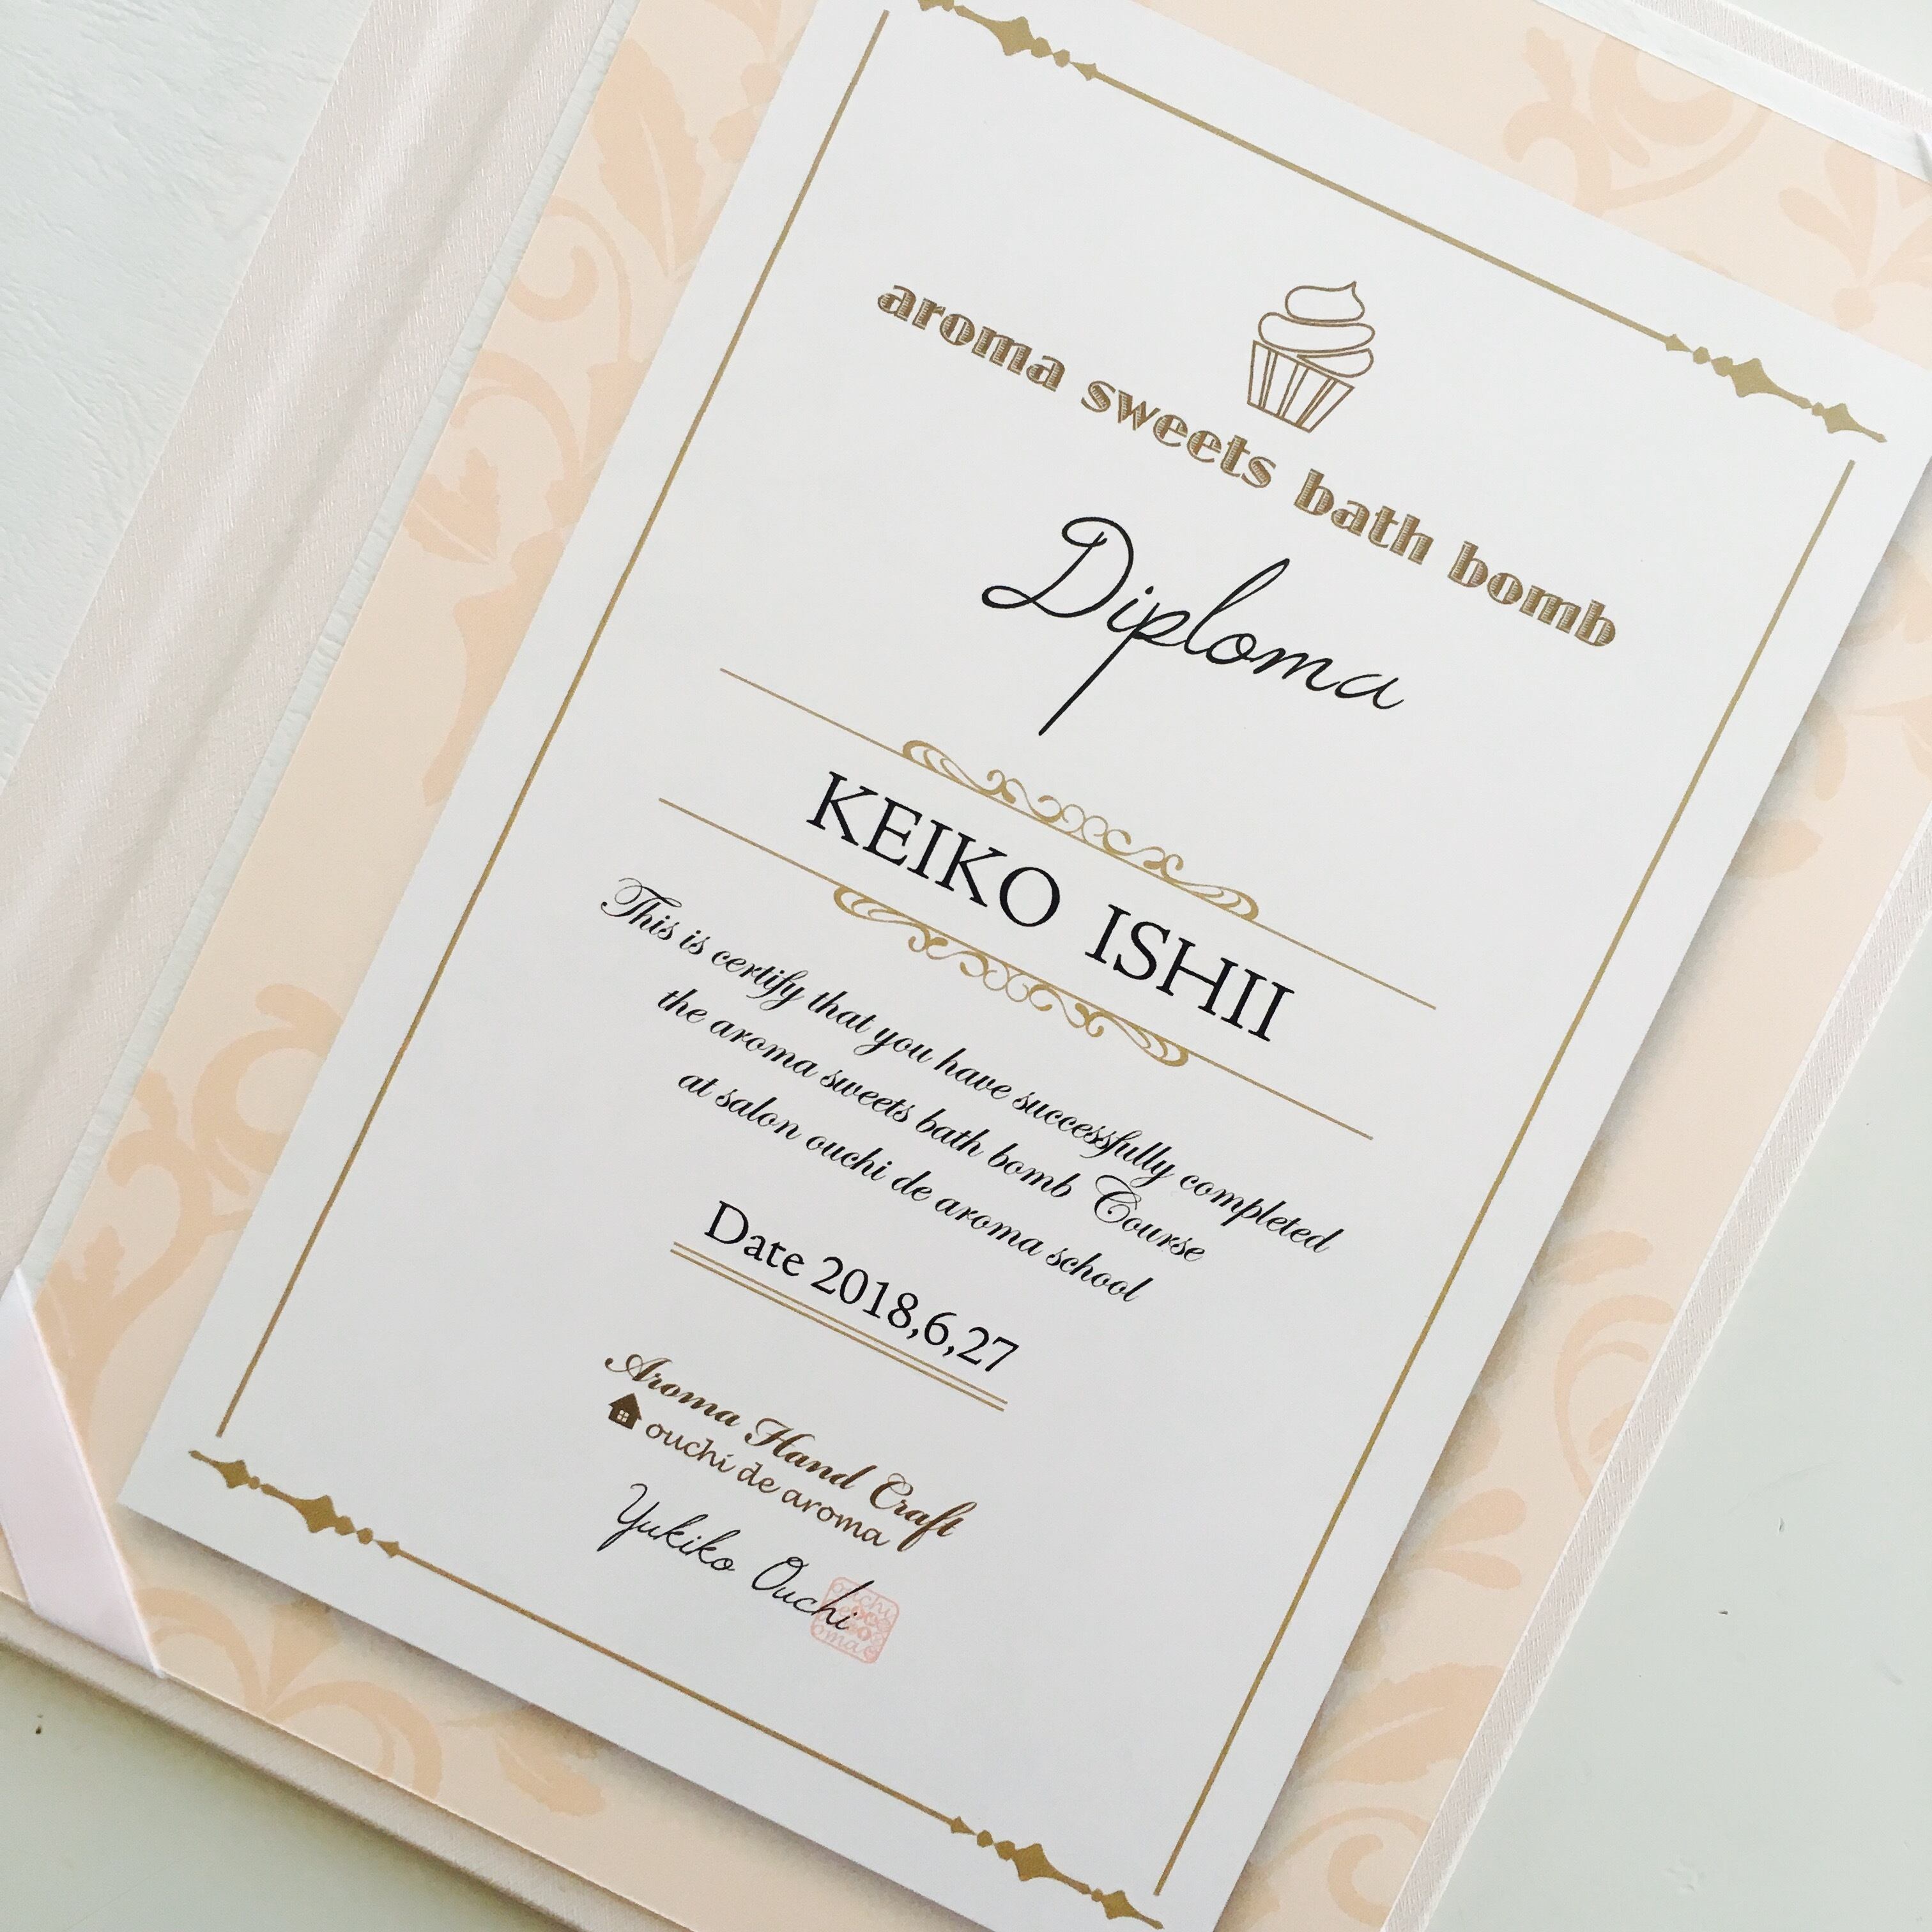 aroma sweets bath bomb
Diploma
KEIKO ISHII
This is certify that you have successfully completed
the aroma sweets bath bomb Course
at salon ouchi de aroma school
Date 2018,6,27
Aroma Hand Craft
ouchi de aroma
Yukiko Ouchi